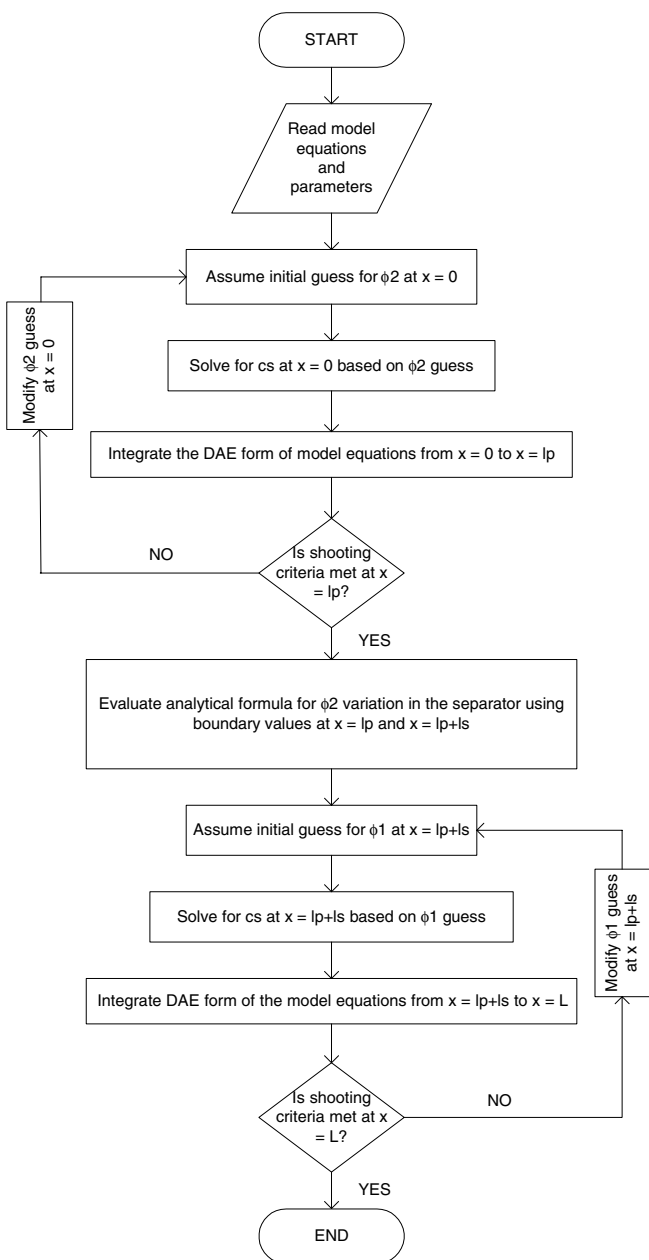 START
Read model
equations
and
parameters
Assume initial guess for ϕ2 at x = 0
Modify ϕ2 guess
at x = 0
Solve for cs at x = 0 based on ϕ2 guess
Integrate the DAE form of model equations from x = 0 to x = lp
NO
Is shooting
criteria met at x
= lp?
YES
Evaluate analytical formula for ϕ2 variation in the separator using
boundary values at x = lp and x = lp+ls
Assume initial guess for ϕ1 at x = lp+ls
Solve for cs at x = lp+ls based on ϕ1 guess
Modify ϕ1 guess
at x = lp+ls
Integrate DAE form of the model equations from x = lp+ls to x = L
Is shooting
criteria met at x
= L?
NO
YES
END